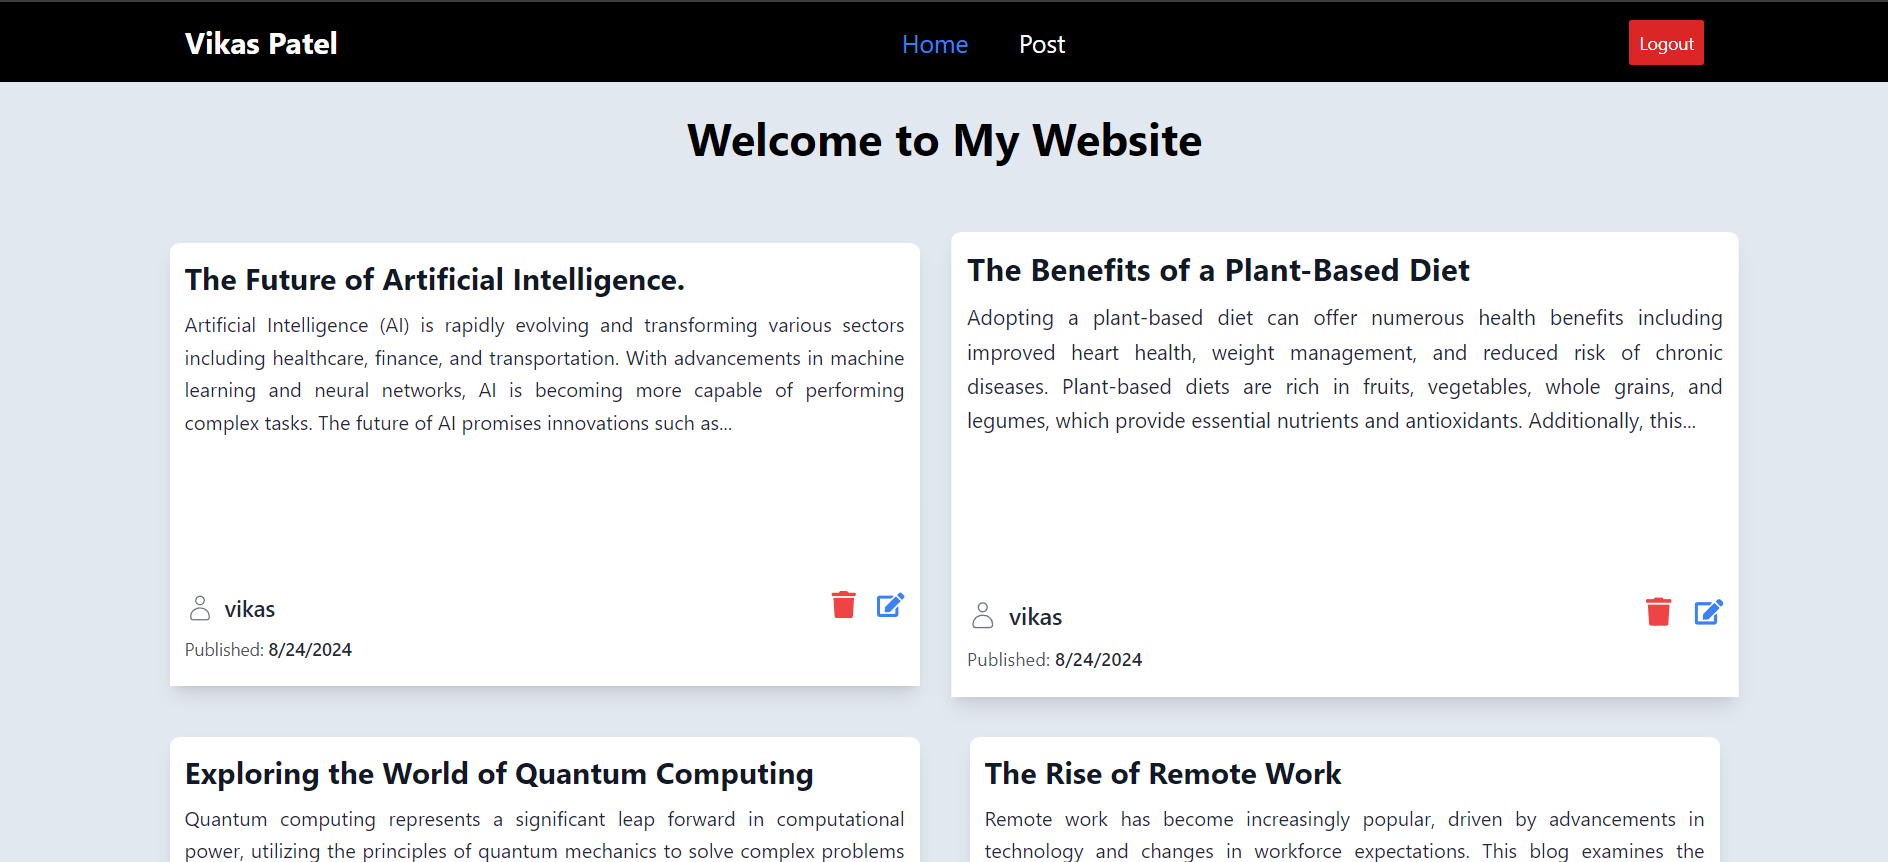 Vikas Patel
Home
Post
Logout
Welcome to My Website
The Future of Artificial Intelligence.
Artificial Intelligence (AI) is rapidly evolving and transforming various sectors
including healthcare, finance, and transportation. With advancements in machine
learning and neural networks, AI is becoming more capable of performing
complex tasks. The future of AI promises innovations such as...
vikas
Published: 8/24/2024
The Benefits of a Plant-Based Diet
Adopting a plant-based diet can offer numerous health benefits including
improved heart health, weight management, and reduced risk of chronic
diseases. Plant-based diets are rich in fruits, vegetables, whole grains, and
legumes, which provide essential nutrients and antioxidants. Additionally, this...
vikas
Published: 8/24/2024
Exploring the World of Quantum Computing
Quantum computing represents a significant leap forward in computational
power, utilizing the principles of quantum mechanics to solve complex problems
The Rise of Remote Work
Remote work has become increasingly popular, driven by advancements in
technology and changes in workforce expectations. This blog examines the